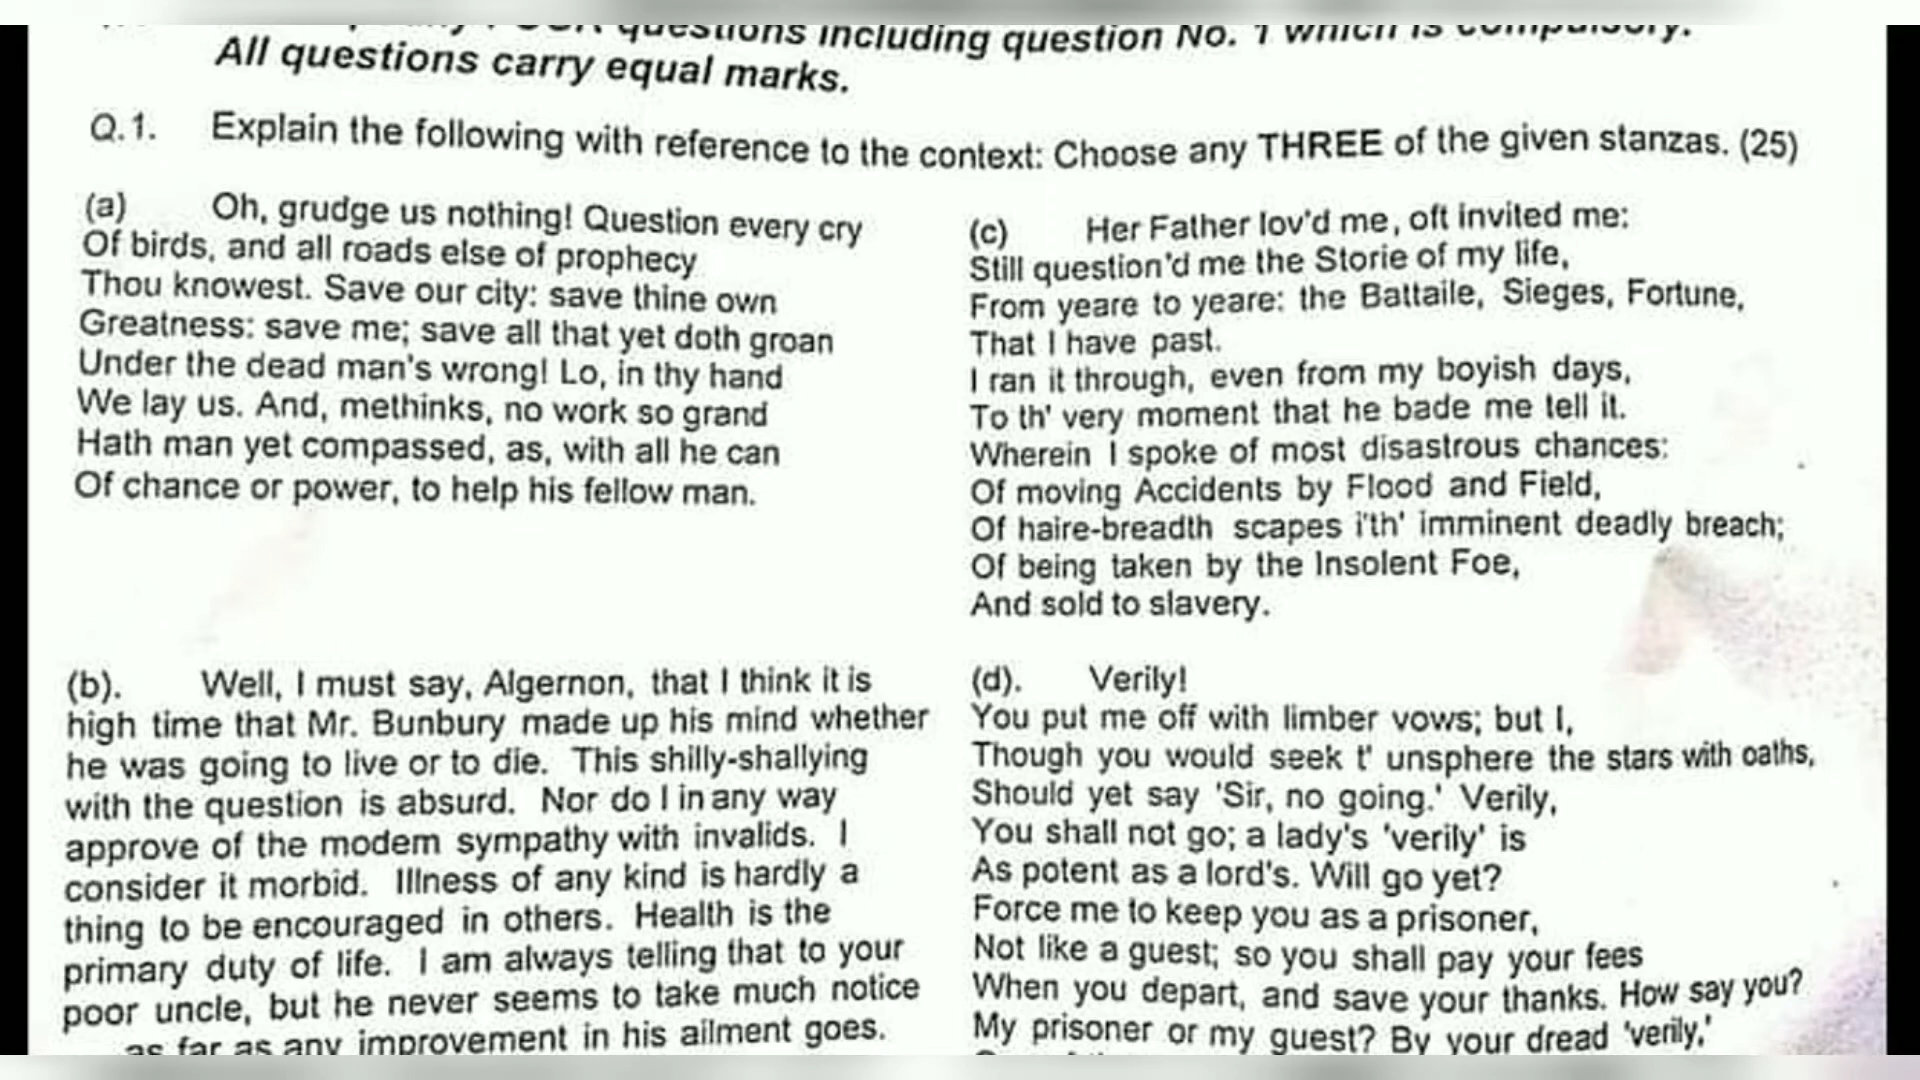 questions including question No. 1 which is compulsory.
All questions carry equal marks.
Q.1. Explain the following with reference to the context: Choose any THREE of the given stanzas. (25)
(a) Oh, grudge us nothing! Question every cry
Of birds, and all roads else of prophecy
Thou knowest. Save our city: save thine own
Greatness: save me; save all that yet doth groan
Under the dead man's wrong! Lo, in thy hand
We lay us. And, methinks, no work so grand
Hath man yet compassed, as, with all he can
Of chance or power, to help his fellow man.
(c) Her Father lov'd me, oft invited me:
Still question'd me the Storie of my life,
From yeare to yeare: the Battaile, Sieges, Fortune,
That I have past.
I ran it through, even from my boyish days,
To th' very moment that he bade me tell it.
Wherein I spoke of most disastrous chances:
Of moving Accidents by Flood and Field,
Of haire-breadth scapes i'th' imminent deadly breach;
Of being taken by the Insolent Foe,
And sold to slavery.
(b). Well, I must say, Algernon, that I think it is
high time that Mr. Bunbury made up his mind whether
he was going to live or to die. This shilly-shallying
with the question is absurd. Nor do I in any way
approve of the modem sympathy with invalids. I
consider it morbid. Illness of any kind is hardly a
thing to be encouraged in others. Health is the
primary duty of life. I am always telling that to your
poor uncle, but he never seems to take much notice
as far as any improvement in his ailment goes.
(d). Verily!
You put me off with limber vows; but I,
Though you would seek t' unsphere the stars with oaths,
Should yet say 'Sir, no going.' Verily,
You shall not go; a lady's 'verily' is
As potent as a lord's. Will go yet?
Force me to keep you as a prisoner,
Not like a guest; so you shall pay your fees
When you depart, and save your thanks. How say you?
My prisoner or my guest? By your dread 'verily,'